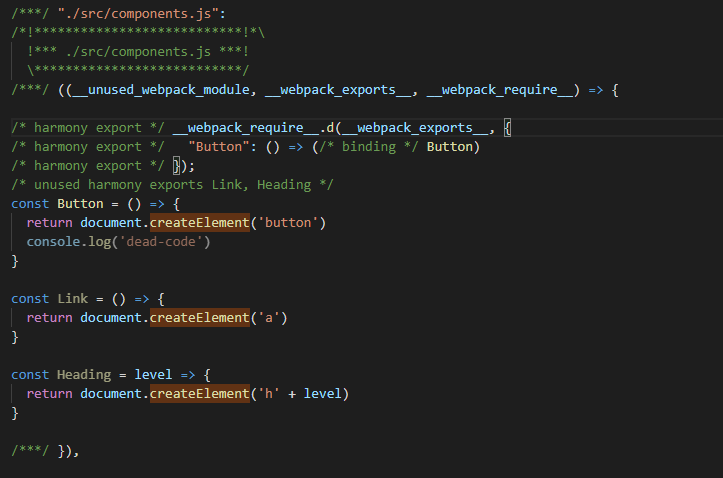 /***/ "./src/components.js":
/*!***************************!*\
  !*** ./src/components.js ***!
  \***************************/
/***/ ((__unused_webpack_module, __webpack_exports__, __webpack_require__) => {

/* harmony export */ __webpack_require__.d(__webpack_exports__, {
/* harmony export */   "Button": () => (/* binding */ Button)
/* harmony export */ });
/* unused harmony exports Link, Heading */
const Button = () => {
  return document.createElement('button')
  console.log('dead-code')
}

const Link = () => {
  return document.createElement('a')
}

const Heading = level => {
  return document.createElement('h' + level)
}

/***/ }),